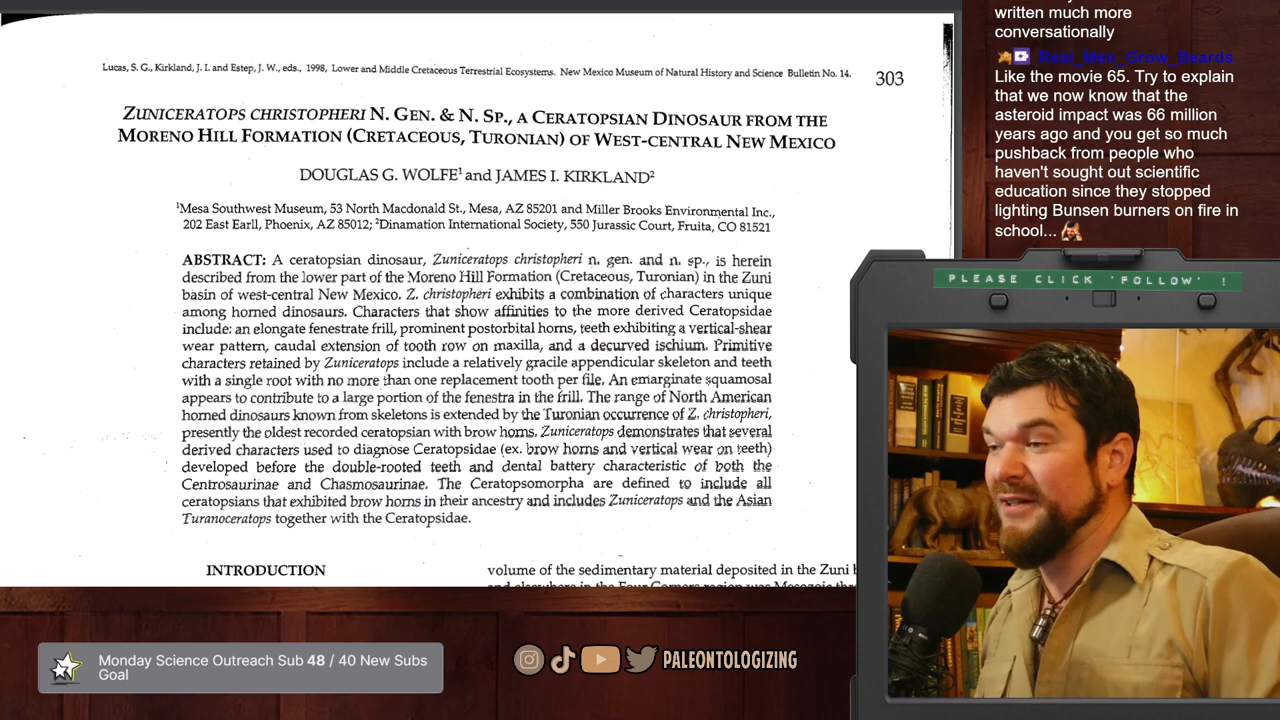 Lucas, S. G., Kirkland, J. I. and Estep, J. W., eds., 1998, Lower and Middle Cretaceous Terrestrial Ecosystems. New Mexico Museum of Natural History and Science Bulletin No. 14.
303
ZUNICERATOPS CHRISTOPHERI N. GEN. & N. SP., A CERATOPSIAN DINOSAUR FROM THE
MORENO HILL FORMATION (CRETACEOUS, TURONIAN) OF WEST-CENTRAL NEW MEXICO
DOUGLAS G. WOLFE¹ and JAMES I. KIRKLAND²
¹Mesa Southwest Museum, 53 North Macdonald St., Mesa, AZ 85201 and Miller Brooks Environmental Inc.,
202 East Earll, Phoenix, AZ 85012; ²Dinamation International Society, 550 Jurassic Court, Fruita, CO 81521
ABSTRACT: A ceratopsian dinosaur, Zuniceratops christopheri n. gen. and n. sp., is herein
described from the lower part of the Moreno Hill Formation (Cretaceous, Turonian) in the Zuni
basin of west-central New Mexico. Z. christopheri exhibits a combination of characters unique
among horned dinosaurs. Characters that show affinities to the more derived Ceratopsidae
include: an elongate fenestrate frill, prominent postorbital horns, teeth exhibiting a vertical-shear
wear pattern, caudal extension of tooth row on maxilla, and a decurved ischium. Primitive
characters retained by Zuniceratops include a relatively gracile appendicular skeleton and teeth
with a single root with no more than one replacement tooth per file. An emarginate squamosal
appears to contribute to a large portion of the fenestra in the frill. The range of North American
horned dinosaurs known from skeletons is extended by the Turonian occurrence of Z. christopheri,
presently the oldest recorded ceratopsian with brow horns. Zuniceratops demonstrates that several
derived characters used to diagnose Ceratopsidae (ex. brow horns and vertical wear on teeth)
developed before the double-rooted teeth and dental battery characteristic of both the
Centrosaurinae and Chasmosaurinae. The Ceratopsomorpha are defined to include all
ceratopsians that exhibited brow horns in their ancestry and includes Zuniceratops and the Asian
Turanoceratops together with the Ceratopsidae.
INTRODUCTION
volume of the sedimentary material deposited in the Zuni
and elsewhere in the Four Corners region was Mesozoic
written much more
conversationally
Real_Men_Grow_Beards
Like the movie 65. Try to explain
that we now know that the
asteroid impact was 66 million
years ago and you get so much
pushback from people who
haven't sought out scientific
education since they stopped
lighting Bunsen burners on fire in
school...
PLEASE CLICK 'FOLLOW' !
Monday Science Outreach Sub 48 / 40 New Subs
Goal
PALEONTOLOGIZING